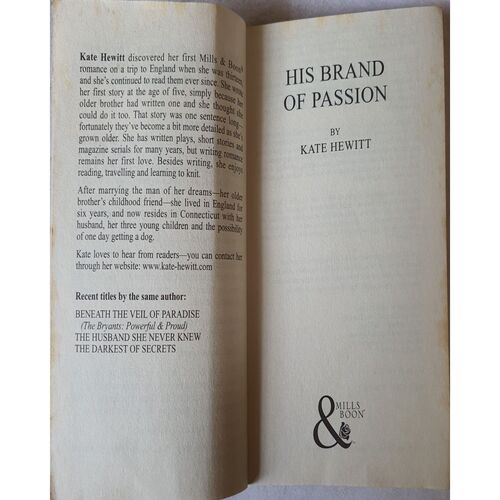 Kate Hewitt discovered her first Mills & Boon®
romance on a trip to England when she was thirteen,
and she's continued to read them ever since. She wrote
her first story at the age of five, simply because her
older brother had written one and she thought she
could do it too. That story was one sentence long—
fortunately they've become a bit more detailed as she's
grown older. She has written plays, short stories and
magazine serials for many years, but writing romance
remains her first love. Besides writing, she enjoys
reading, travelling and learning to knit.
After marrying the man of her dreams—her older
brother's childhood friend—she lived in England for
six years, and now resides in Connecticut with her
husband, her three young children and the possibility
of one day getting a dog.
Kate loves to hear from readers—you can contact her
through her website: www.kate-hewitt.com
Recent titles by the same author:
BENEATH THE VEIL OF PARADISE
(The Bryants: Powerful & Proud)
THE HUSBAND SHE NEVER KNEW
THE DARKEST OF SECRETS
HIS BRAND
OF PASSION
BY
KATE HEWITT
&
MILLS
BOON®